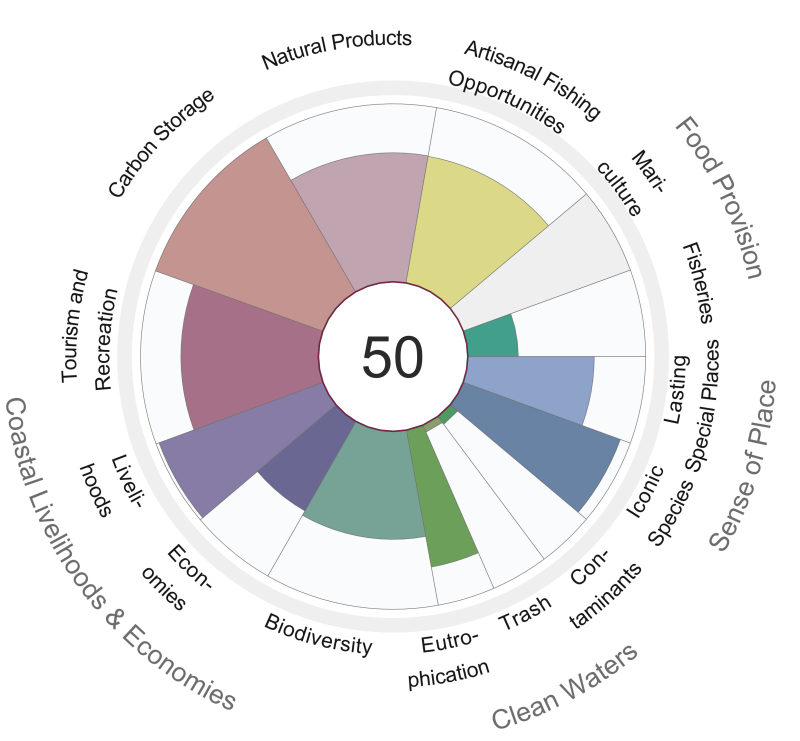 Natural Products
Artisanal Fishing
Opportunities
Mari-
culture
Food Provision
Fisheries
Lasting
Special Places
Sense of Place
Iconic
Species
Con-
taminants
Trash
Clean Waters
Eutro-
phication
Biodiversity
Econ-
omies
Liveli-
hoods
Coastal Livelihoods & Economies
Tourism and
Recreation
Carbon Storage
50